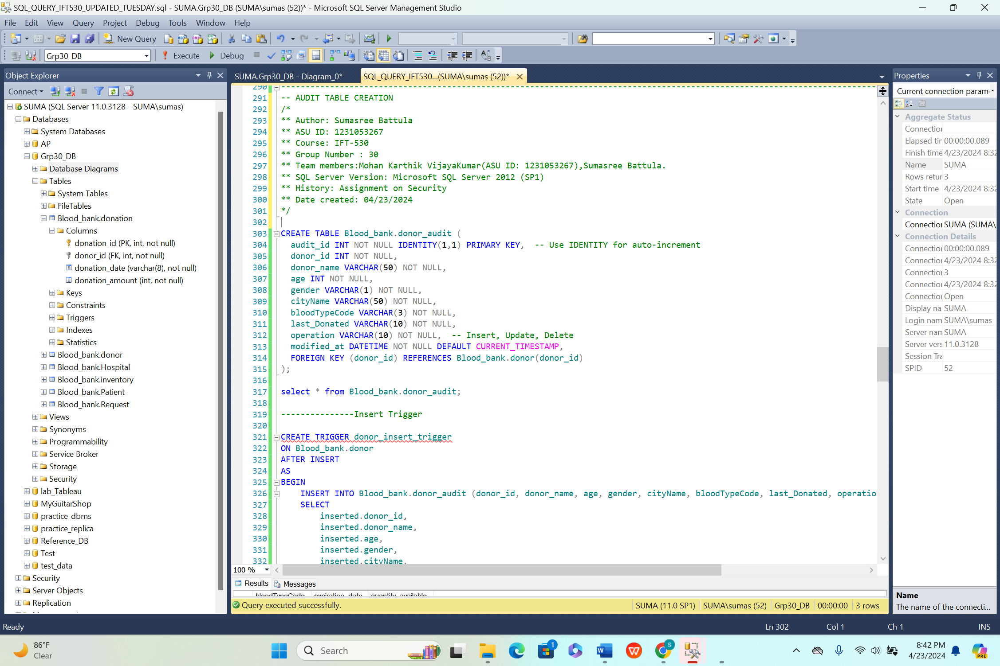 SQL_QUERY_IFT530_UPDATED_TUESDAY.sql - SUMA.Grp30_DB (SUMA\sumas (52))* - Microsoft SQL Server Management Studio
File Edit View Query Project Debug Tools Window Help
New Query
Grp30_DB Execute Debug
Object Explorer
Connect
SUMA (SQL Server 11.0.3128 - SUMA\sumas)
Databases
System Databases
AP
Grp30_DB
Database Diagrams
Tables
System Tables
FileTables
Blood_bank.donation
Columns
donation_id (PK, int, not null)
donor_id (FK, int, not null)
donation_date (varchar(8), not null)
donation_amount (int, not null)
Keys
Constraints
Triggers
Indexes
Statistics
Blood_bank.donor
Blood_bank.Hospital
Blood_bank.inventory
Blood_bank.Patient
Blood_bank.Request
Views
Synonyms
Programmability
Service Broker
Storage
Security
lab_Tableau
MyGuitarShop
practice_dbms
practice_replica
Reference_DB
Test
test_data
Security
Server Objects
Replication
SUMA.Grp30_DB - Diagram_0* SQL_QUERY_IFT530...(SUMA\sumas (52))*
290
291 -- AUDIT TABLE CREATION
292 /*
293 ** Author: Sumasree Battula
294 ** ASU ID: 1231053267
295 ** Course: IFT-530
296 ** Group Number : 30
297 ** Team members:Mohan Karthik VijayaKumar(ASU ID: 1231053267),Sumasree Battula.
298 ** SQL Server Version: Microsoft SQL Server 2012 (SP1)
299 ** History: Assignment on Security
300 ** Date created: 04/23/2024
301 */
302
303 CREATE TABLE Blood_bank.donor_audit (
304 audit_id INT NOT NULL IDENTITY(1,1) PRIMARY KEY, -- Use IDENTITY for auto-increment
305 donor_id INT NOT NULL,
306 donor_name VARCHAR(50) NOT NULL,
307 age INT NOT NULL,
308 gender VARCHAR(1) NOT NULL,
309 cityName VARCHAR(50) NOT NULL,
310 bloodTypeCode VARCHAR(3) NOT NULL,
311 last_Donated VARCHAR(10) NOT NULL,
312 operation VARCHAR(10) NOT NULL, -- Insert, Update, Delete
313 modified_at DATETIME NOT NULL DEFAULT CURRENT_TIMESTAMP,
314 FOREIGN KEY (donor_id) REFERENCES Blood_bank.donor(donor_id)
315 );
316
317 select * from Blood_bank.donor_audit;
318
319 ---------------Insert Trigger
320
321 CREATE TRIGGER donor_insert_trigger
322 ON Blood_bank.donor
323 AFTER INSERT
324 AS
325 BEGIN
326 INSERT INTO Blood_bank.donor_audit (donor_id, donor_name, age, gender, cityName, bloodTypeCode, last_Donated, operation
327 SELECT
328 inserted.donor_id,
329 inserted.donor_name,
330 inserted.age,
331 inserted.gender,
332 inserted.cityName,
100 %
Results Messages
bloodTypeCode expiration_date quantity_available
Query executed successfully. SUMA (11.0 SP1) SUMA\sumas (52) Grp30_DB 00:00:00 3 rows
Properties
Current connection param
Aggregate Status
Connection
Elapsed tir 00:00:00.089
Finish time 4/23/2024 8:32
Name SUMA
Rows retur 3
Start time 4/23/2024 8:32
State Open
Connection
Connection SUMA (SUMA\
Connection Details
Connection 00:00:00.089
Connection 4/23/2024 8:32
Connection 3
Connection 4/23/2024 8:32
Connection Open
Display na SUMA
Login nam SUMA\sumas
Server nam SUMA
Server vers 11.0.3128
Session Tra
SPID 52
Name
The name of the connecti...
Ready Ln 302 Col 1 Ch 1 INS
86°F
Clear
Search
1
S
8:42 PM
4/23/2024
PRE